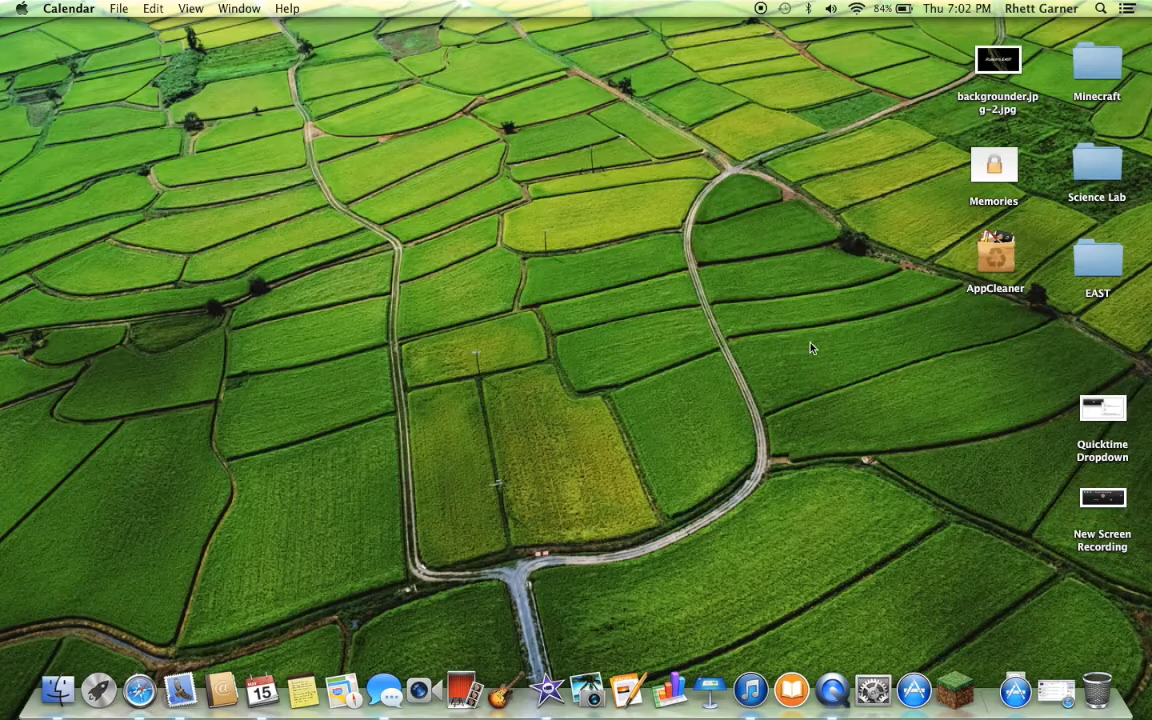 Calendar File Edit View Window Help 84% Thu 7:02 PM Rhett Garner
backgrounder.jp
g-2.jpg
Minecraft
Memories
Science Lab
AppCleaner
EAST
Quicktime
Dropdown
New Screen
Recording
15